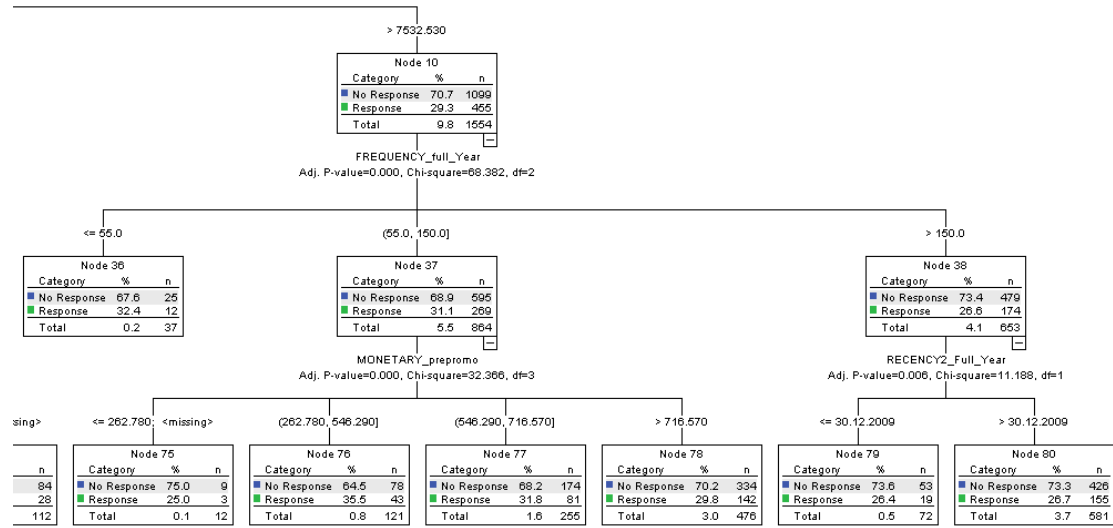 > 7532.530
Node 10
Category % n
No Response 70.7 1099
Response 29.3 455
Total 9.8 1554
FREQUENCY_full_Year
Adj. P-value=0.000, Chi-square=68.382, df=2
<= 55.0
(55.0, 150.0]
> 150.0
Node 36
Category % n
No Response 67.6 25
Response 32.4 12
Total 0.2 37
Node 37
Category % n
No Response 68.9 595
Response 31.1 269
Total 5.5 864
Node 38
Category % n
No Response 73.4 479
Response 26.6 174
Total 4.1 653
MONETARY_prepromo
Adj. P-value=0.000, Chi-square=32.366, df=3
RECENCY2_Full_Year
Adj. P-value=0.006, Chi-square=11.188, df=1
sing>
<= 262.780; <missing>
(262.780, 546.290]
(546.290, 716.570]
> 716.570
<= 30.12.2009
> 30.12.2009
n
84
28
112
Node 75
Category % n
No Response 75.0 9
Response 25.0 3
Total 0.1 12
Node 76
Category % n
No Response 64.5 78
Response 35.5 43
Total 0.8 121
Node 77
Category % n
No Response 68.2 174
Response 31.8 81
Total 1.6 255
Node 78
Category % n
No Response 70.2 334
Response 29.8 142
Total 3.0 476
Node 79
Category % n
No Response 73.6 53
Response 26.4 19
Total 0.5 72
Node 80
Category % n
No Response 73.3 426
Response 26.7 155
Total 3.7 581